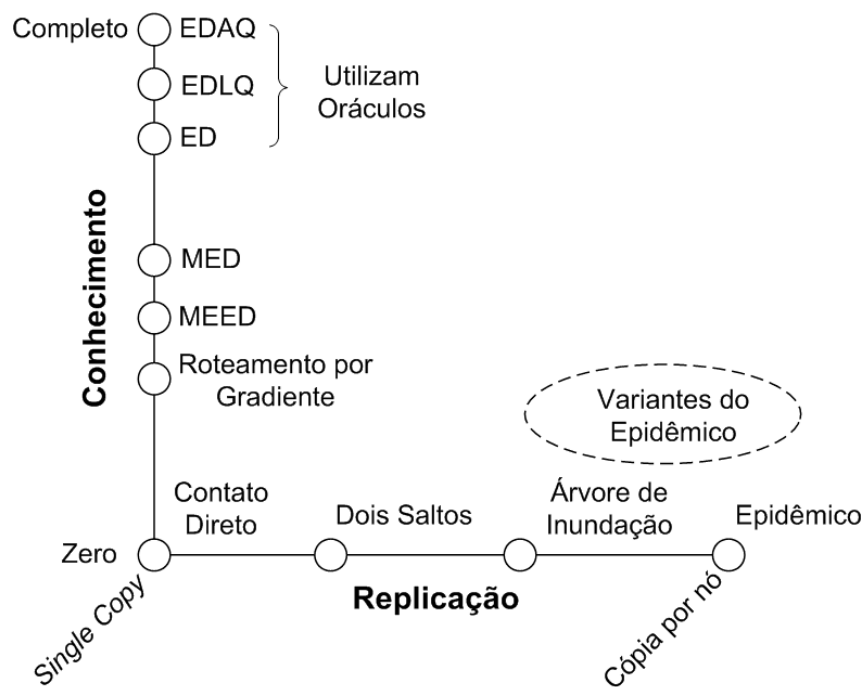 Completo
EDAQ
EDLQ
ED
Utilizam
Oráculos
Conhecimento
MED
MEED
Roteamento por
Gradiente
Variantes do
Epidêmico
Contato
Direto
Dois Saltos
Árvore de
Inundação
Epidêmico
Zero
Single Copy
Replicação
Cópia por nó